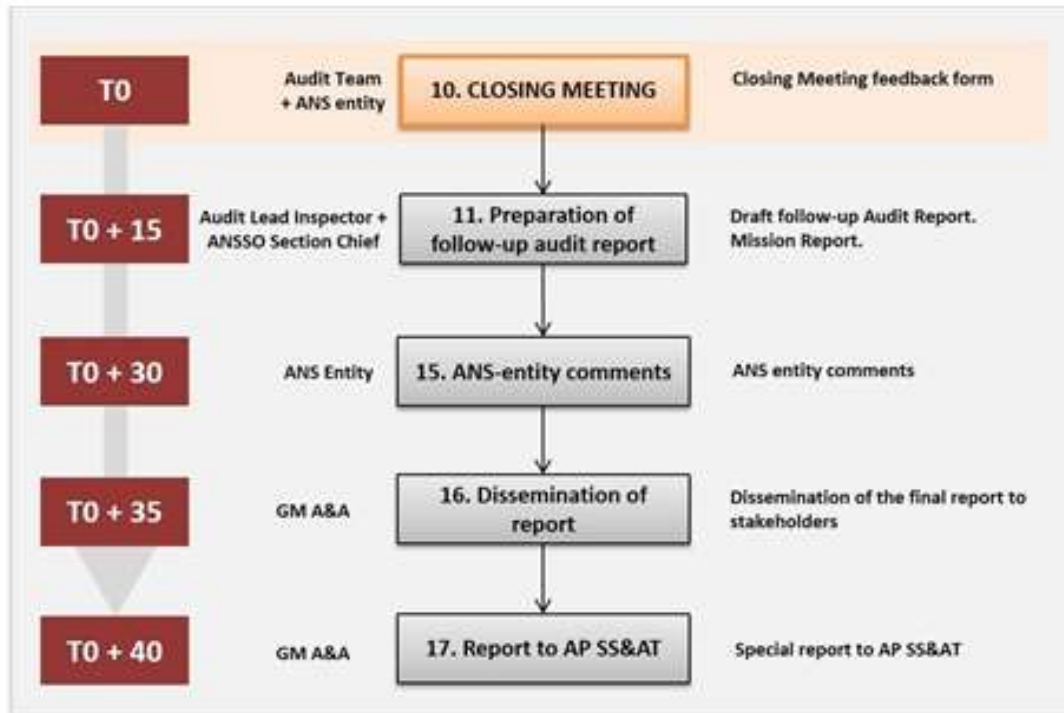 T0
Audit Team
+ ANS entity
10. CLOSING MEETING
Closing Meeting feedback form
T0 + 15
Audit Lead Inspector +
ANSSO Section Chief
11. Preparation of
follow-up audit report
Draft follow-up Audit Report.
Mission Report.
T0 + 30
ANS Entity
15. ANS-entity comments
ANS entity comments
T0 + 35
GM A&A
16. Dissemination of
report
Dissemination of the final report to
stakeholders
T0 + 40
GM A&A
17. Report to AP SS&AT
Special report to AP SS&AT